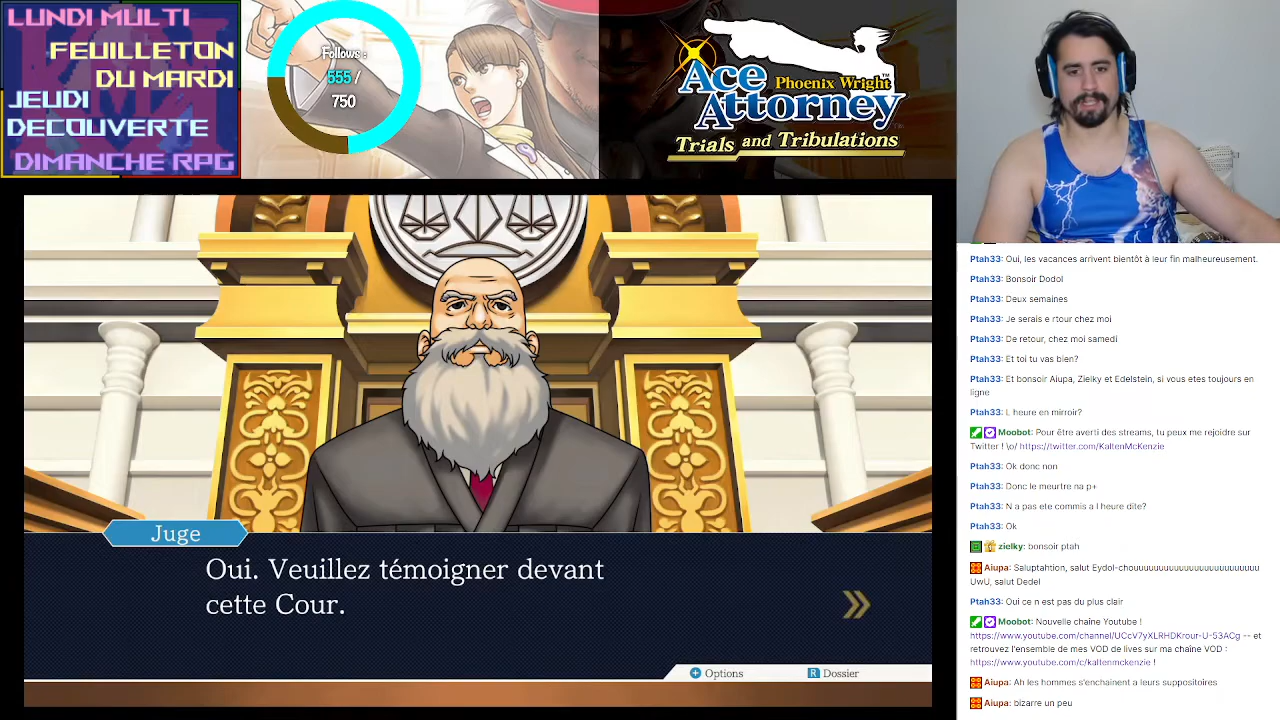 LUNDI MULTI
FEUILLETON
DU MARDI
JEUDI
DECOUVERTE
DIMANCHE RPG
Follows :
555 /
750
Phoenix Wright
Ace
Attorney
Trials and Tribulations
Ptah33: Oui, les vacances arrivent bientôt à leur fin malheureusement.
Ptah33: Bonsoir Dodol
Ptah33: Deux semaines
Ptah33: Je serais e rtour chez moi
Ptah33: De retour, chez moi samedi
Ptah33: Et toi tu vas bien?
Ptah33: Et bonsoir Aiupa, Zielky et Edelstein, si vous etes toujours en
ligne
Ptah33: L heure en mirroir?
Moobot: Pour être averti des streams, tu peux me rejoindre sur
Twitter ! \o/ https://twitter.com/KaltenMcKenzie
Ptah33: Ok donc non
Ptah33: Donc le meurtre na p+
Ptah33: N a pas ete commis a l heure dite?
Ptah33: Ok
zielky: bonsoir ptah
Aiupa: Saluptahtion, salut Eydol-chouuuuuuuuuuuuuuuuuuuuuuuuu
UwU, salut Dedel
Ptah33: Oui ce n est pas du plus clair
Moobot: Nouvelle chaîne Youtube !
https://www.youtube.com/channel/UCcV7yXLRHDKrour-U-53ACg -- et
retrouvez l'ensemble de mes VOD de lives sur ma chaîne VOD :
https://www.youtube.com/c/kaltenmckenzie !
Aiupa: Ah les hommes s'enchainent a leurs suppositoires
Aiupa: bizarre un peu
Juge
Oui. Veuillez témoigner devant
cette Cour.
+ Options
R Dossier